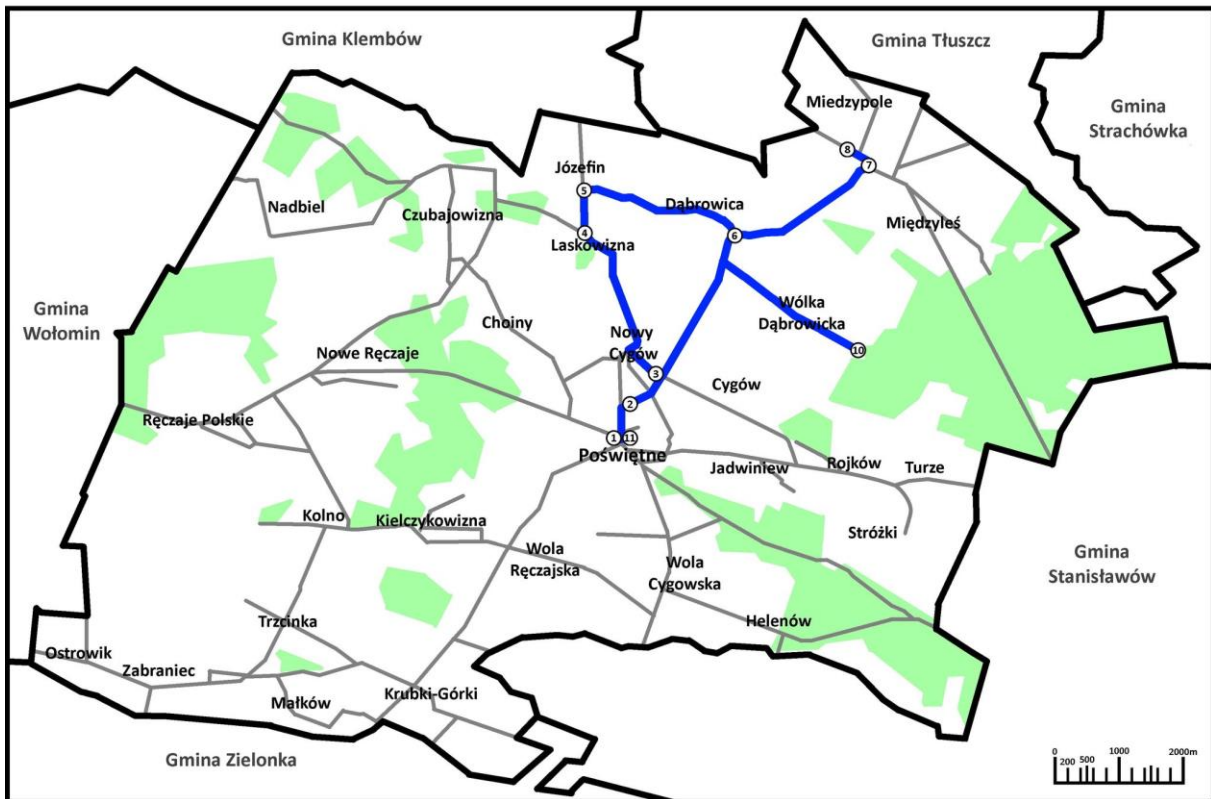 Gmina Klembów
Gmina Tłuszcz
Gmina
Strachówka
Miedzypole
8
7
Józefin
5
Nadbiel
Czubajowizna
Dąbrowica
Międzyleś
4
6
Laskowizna
Gmina
Wołomin
Choiny
Wólka
Dąbrowicka
Nowe Ręczaje
Nowy
Cygów
10
3
Cygów
2
Ręczaje Polskie
1
11
Poświętne
Jadwiniew
Rojków
Turze
Kolno
Kielczykowizna
Stróżki
Wola
Ręczajska
Wola
Cygowska
Gmina
Stanisławów
Trzcinka
Helenów
Ostrowik
Zabraniec
Małków
Krubki-Górki
Gmina Zielonka
0
200
500
1000
2000m